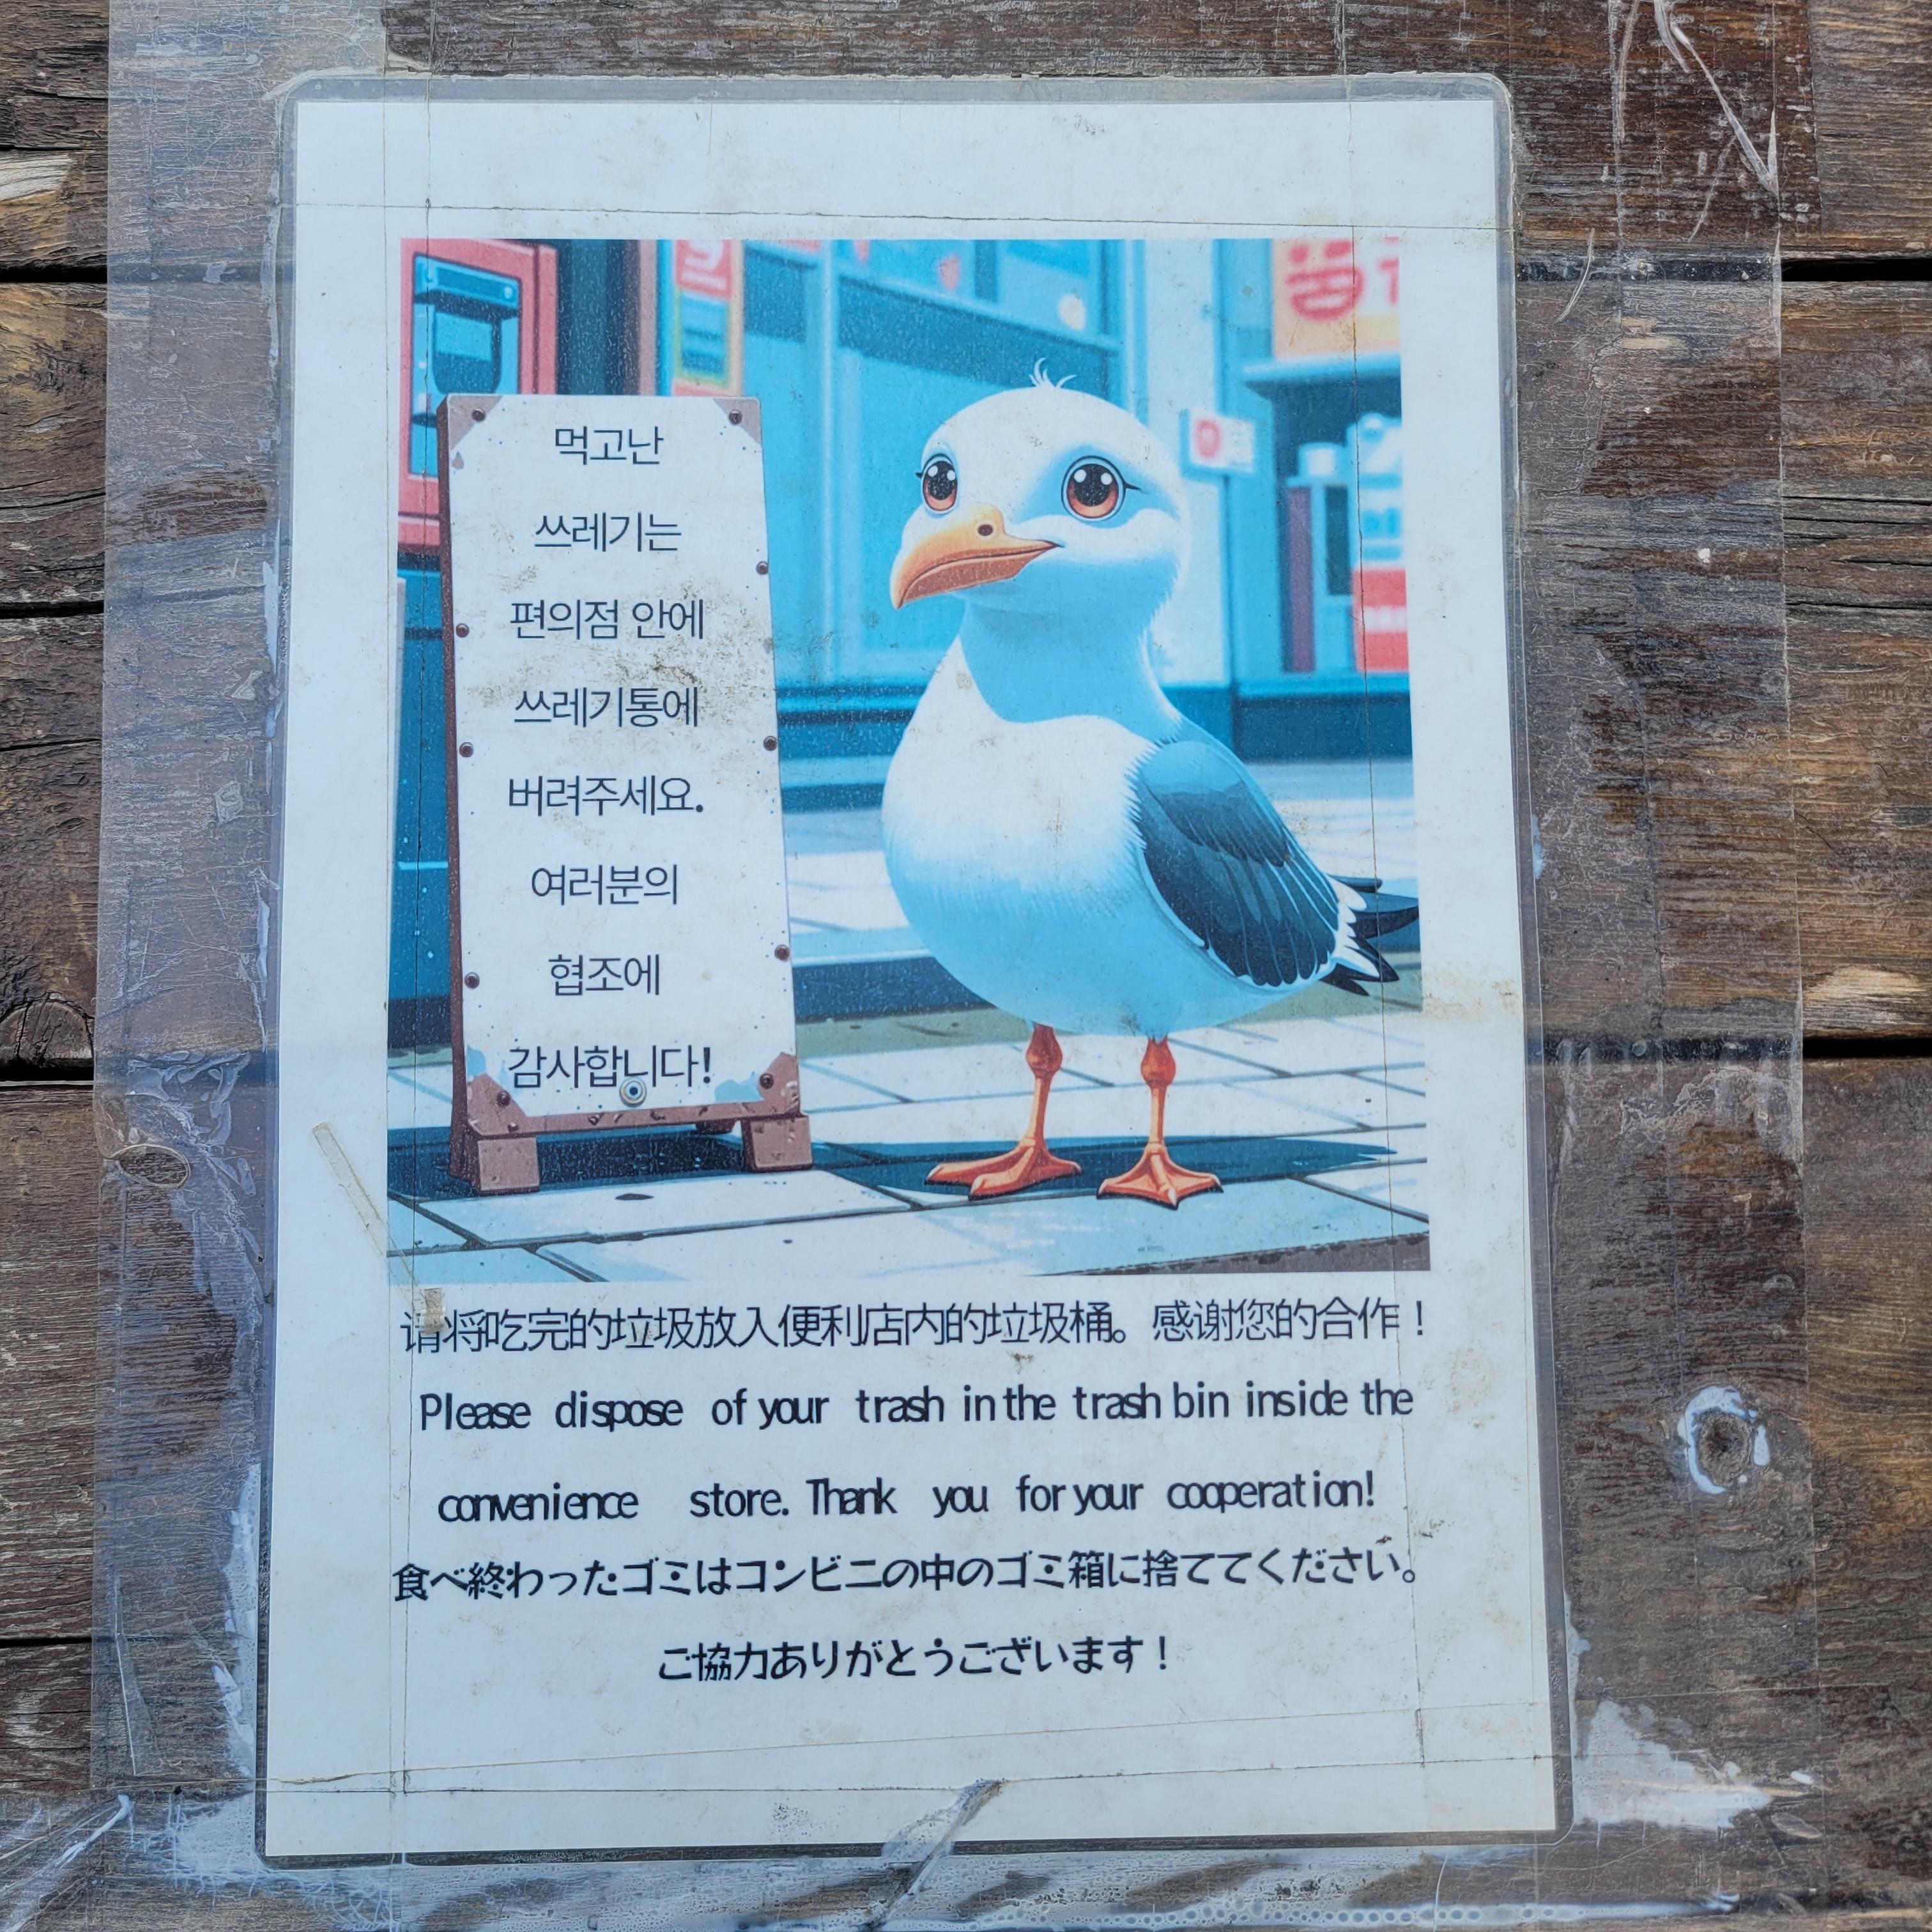 먹고난
쓰레기는
편의점 안에
쓰레기통에
버려주세요.
여러분의
협조에
감사합니다!
请将吃完的垃圾放入便利店内的垃圾桶。感谢您的合作！
Please dispose of your trash in the trash bin inside the
convenience store. Thank you for your cooperation!
食べ終わったゴミはコンビニの中のゴミ箱に捨ててください。
ご協力ありがとうございます！